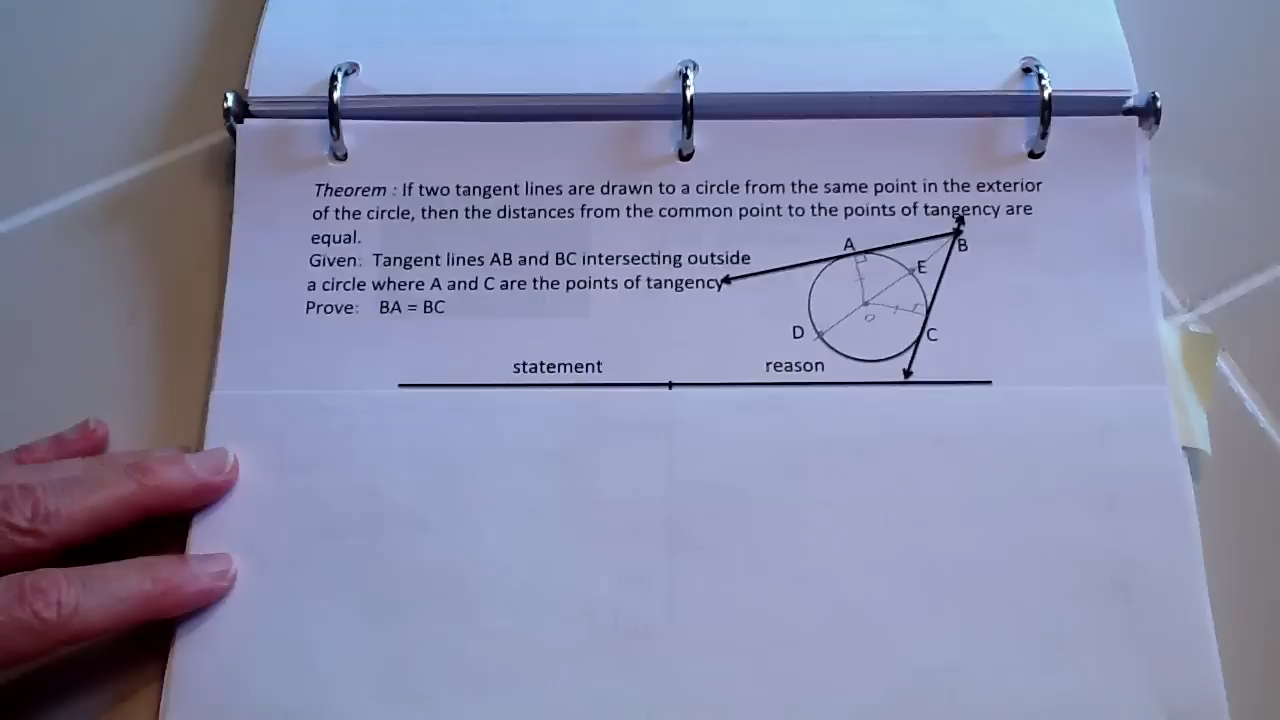 Theorem : If two tangent lines are drawn to a circle from the same point in the exterior
of the circle, then the distances from the common point to the points of tangency are
equal.
Given: Tangent lines AB and BC intersecting outside
a circle where A and C are the points of tangency
Prove: BA = BC
A
B
E
O
D
C
statement reason